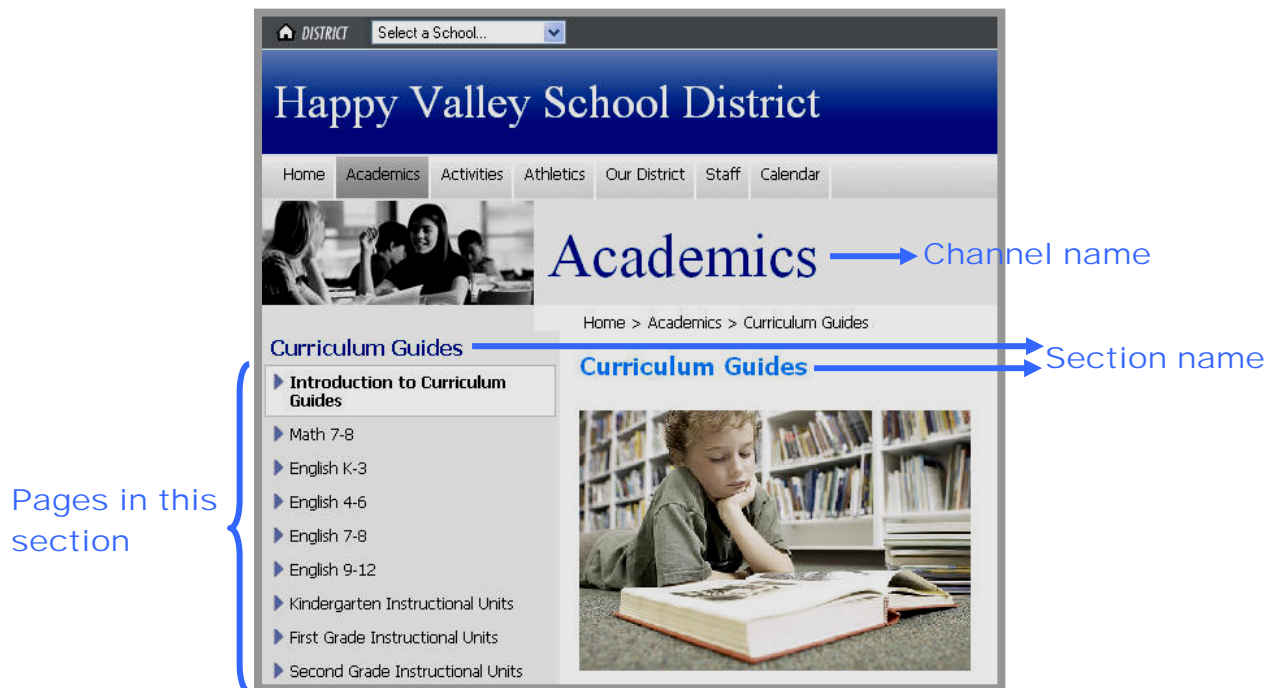 DISTRICT Select a School...
Happy Valley School District
Home Academics Activities Athletics Our District Staff Calendar
Academics
Channel name
Home > Academics > Curriculum Guides
Curriculum Guides
Curriculum Guides
Section name
Introduction to Curriculum
Guides
Math 7-8
English K-3
English 4-6
English 7-8
English 9-12
Kindergarten Instructional Units
First Grade Instructional Units
Second Grade Instructional Units
Pages in this
section